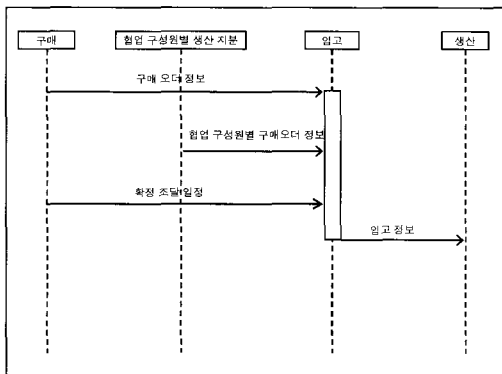 구매
협업 구성원별 생산 지분
입고
생산
구매 오더 정보
협업 구성원별 구매오더 정보
확정 조달 일정
입고 정보